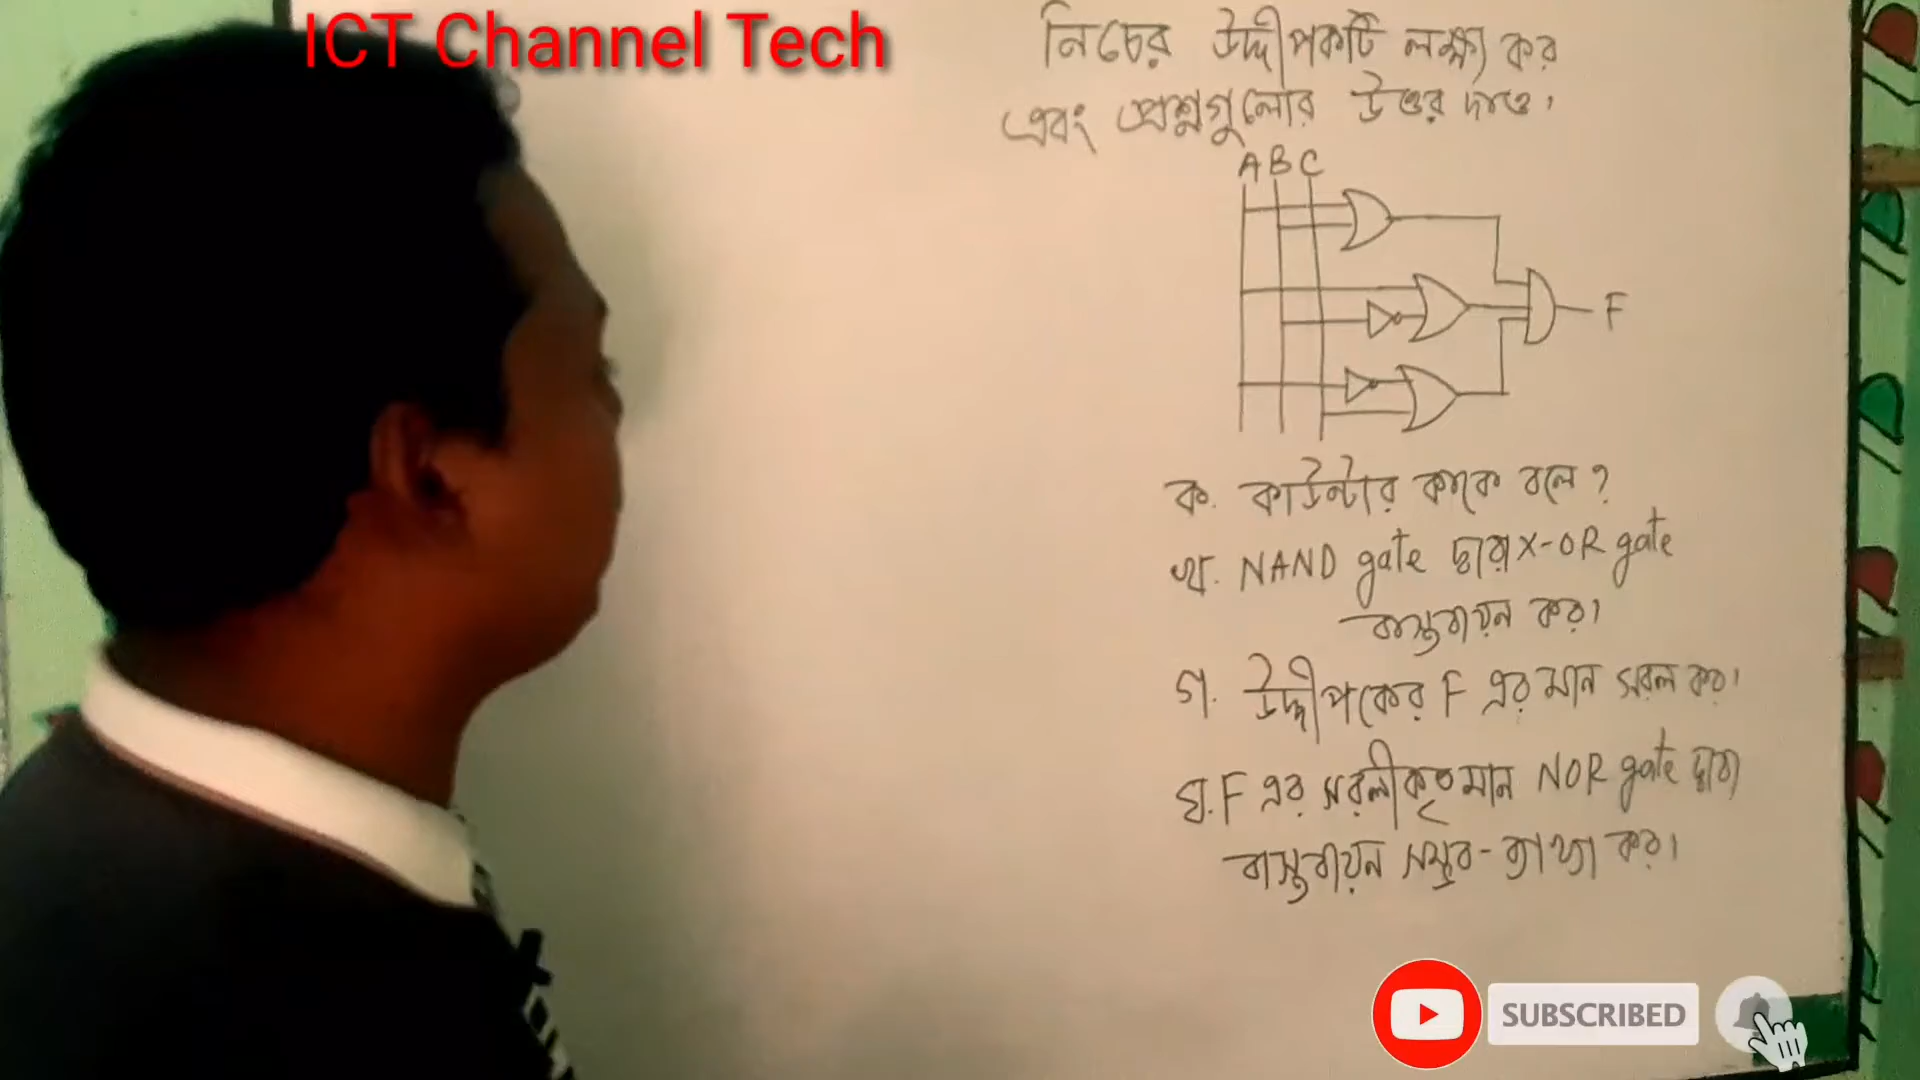 ICT Channel Tech
নিচের উদ্দীপকটি লক্ষ্য কর
এবং প্রশ্নগুলোর উত্তর দাও।
A B C
F
ক. কাউন্টার কাকে বলে ?
খ. NAND gate দ্বারা X-OR gate
বাস্তবায়ন কর।
গ. উদ্দীপকের F এর মান সরল কর।
ঘ. F এর সরলীকৃত মান NOR gate দ্বারা
বাস্তবায়ন সম্ভব - ব্যাখ্যা কর।
SUBSCRIBED